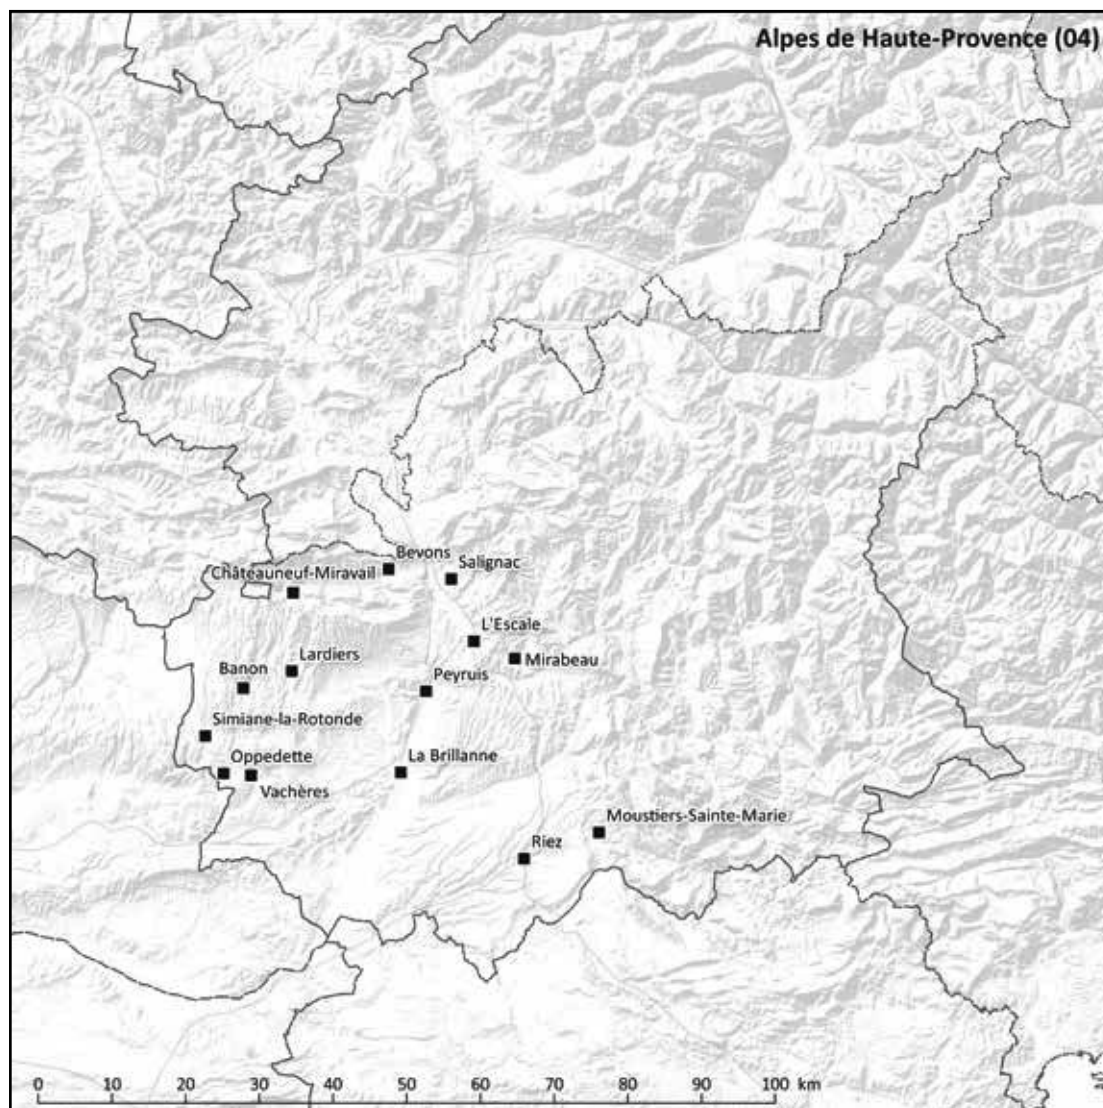 Alpes de Haute-Provence (04)
Bevons
Salignac
Châteauneuf-Miravail
L'Escale
Lardiers
Mirabeau
Banon
Peyruis
Simiane-la-Rotonde
Oppedette
La Brillanne
Vachères
Moustiers-Sainte-Marie
Riez
0 10 20 30 40 50 60 70 80 90 100 km